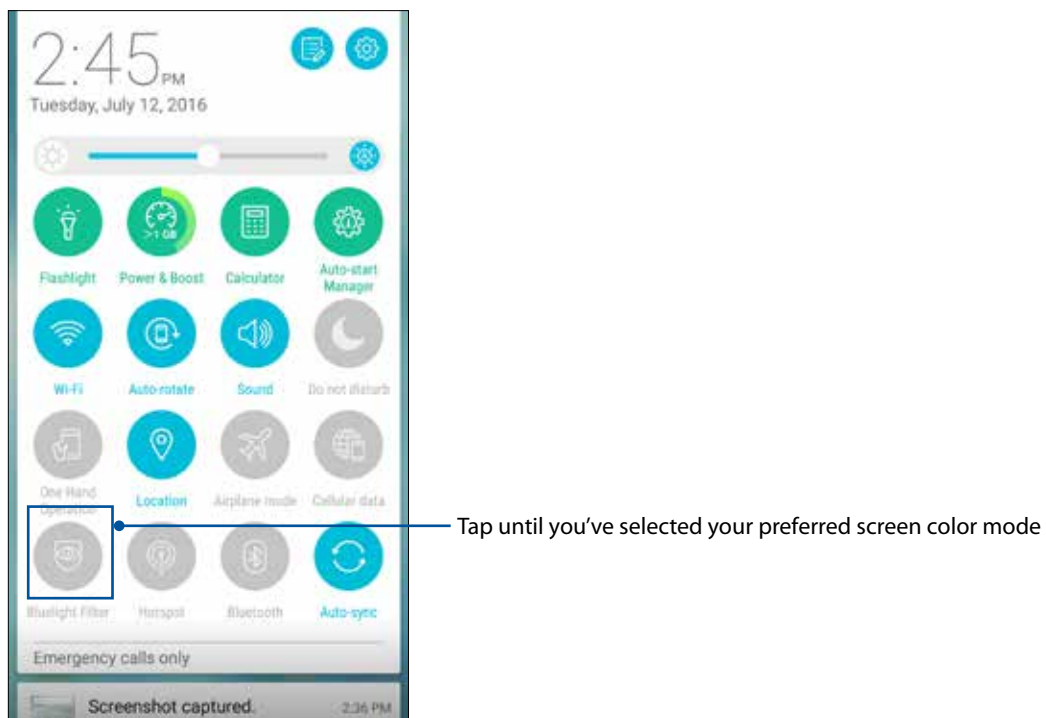 2:45 PM
Tuesday, July 12, 2016
>1 GB
Flashlight Power & Boost Calculator Auto-start Manager
Wi-Fi Auto-rotate Sound Do not disturb
One Hand Operation Location Airplane mode Cellular data
Tap until you've selected your preferred screen color mode
Bluelight Filter Hotspot Bluetooth Auto-sync
Emergency calls only
Screenshot captured. 2:36 PM